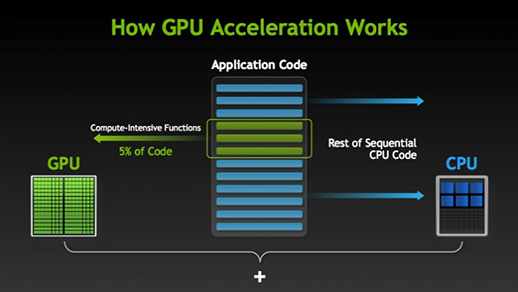 How GPU Acceleration Works
Application Code
Compute-Intensive Functions
5% of Code
Rest of Sequential
CPU Code
GPU
CPU
+